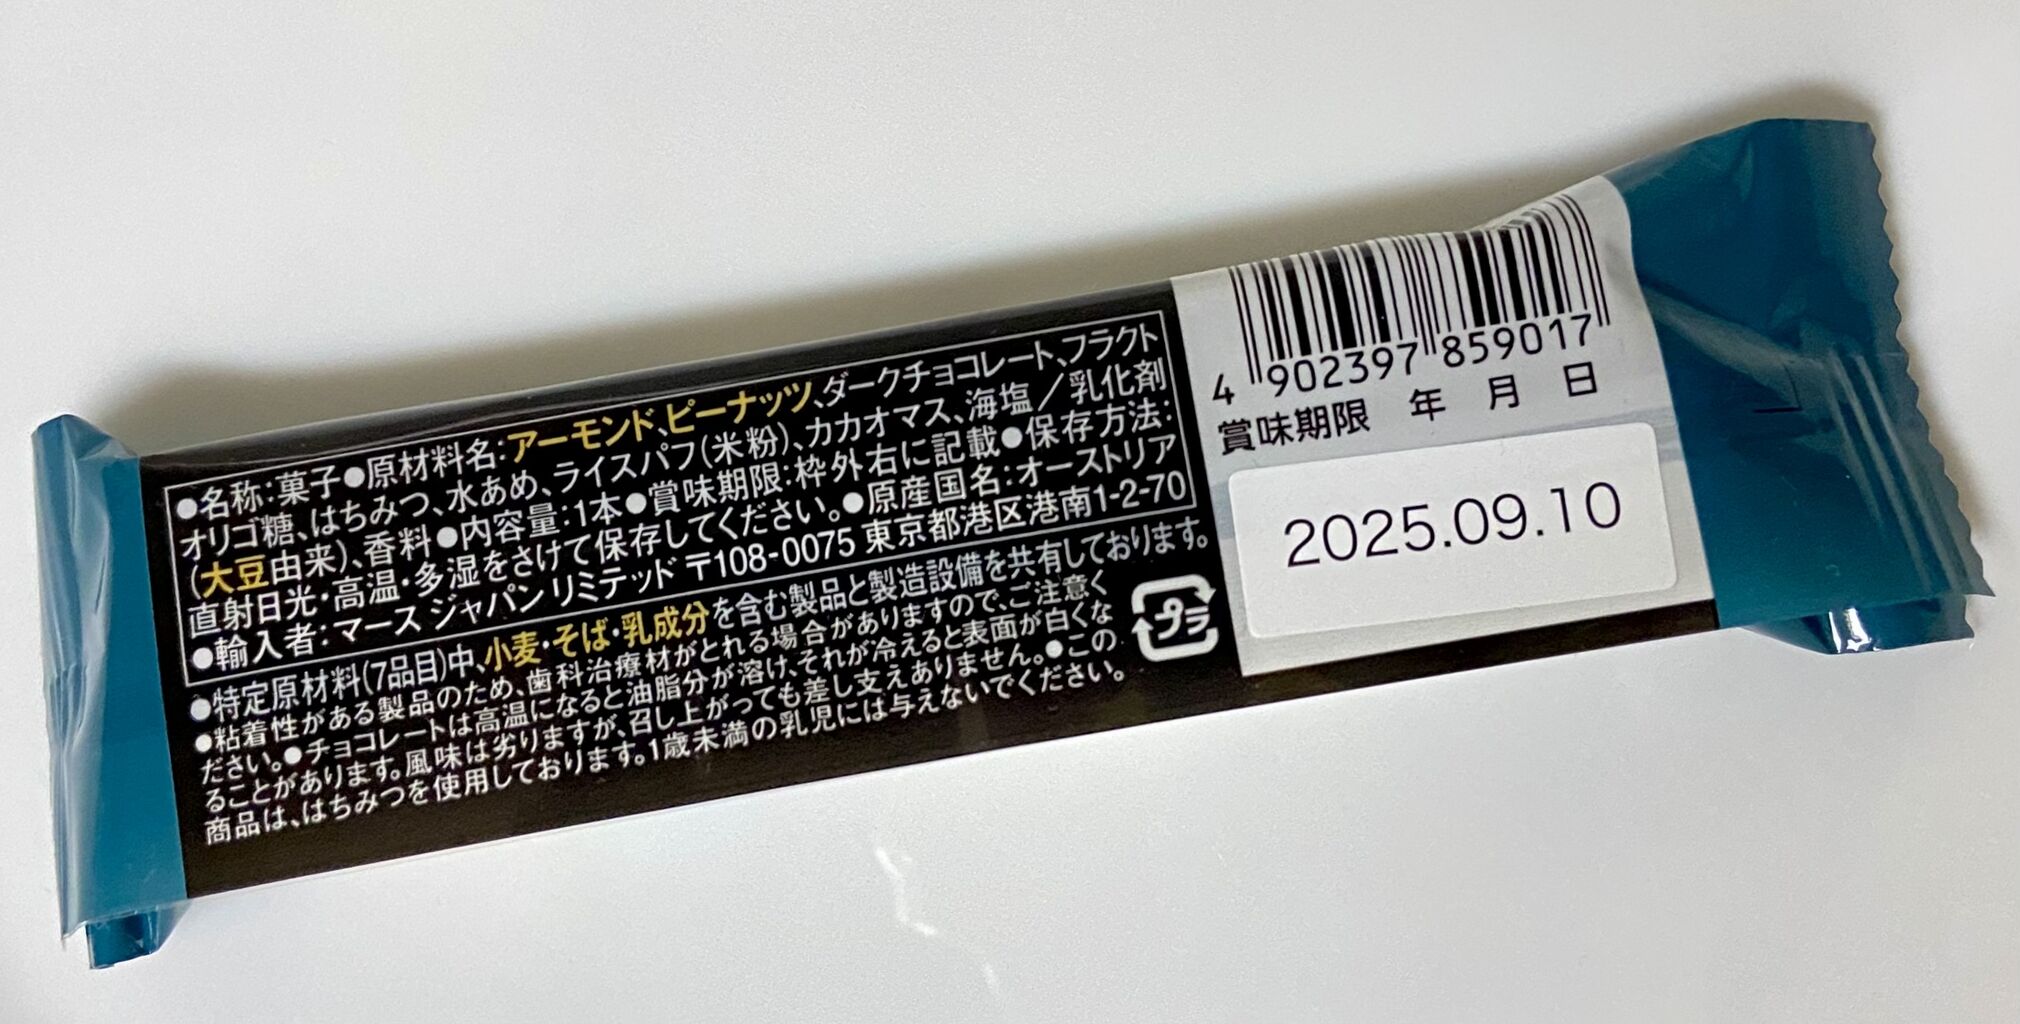 ●名称:菓子●原材料名:アーモンド、ピーナッツ、ダークチョコレート、フラクト
オリゴ糖、はちみつ、水あめ、ライスパフ(米粉)、カカオマス、海塩／乳化剤
(大豆由来)、香料●内容量:1本●賞味期限:枠外右に記載●保存方法:
直射日光・高温・多湿をさけて保存してください。●原産国名:オーストリア
●輸入者:マース ジャパン リミテッド 〒108-0075 東京都港区港南1-2-70
●特定原材料(7品目)中、小麦・そば・乳成分を含む製品と製造設備を共有しております。
●粘着性がある製品のため、歯科治療材がとれる場合がありますので、ご注意く
ださい。●チョコレートは高温になると油脂分が溶け、それが冷えると表面が白くな
ることがあります。風味は劣りますが、召し上がっても差し支えありません。●この
商品は、はちみつを使用しております。1歳未満の乳児には与えないでください。
プラ
4 902397 859017
賞味期限 年 月 日
2025.09.10